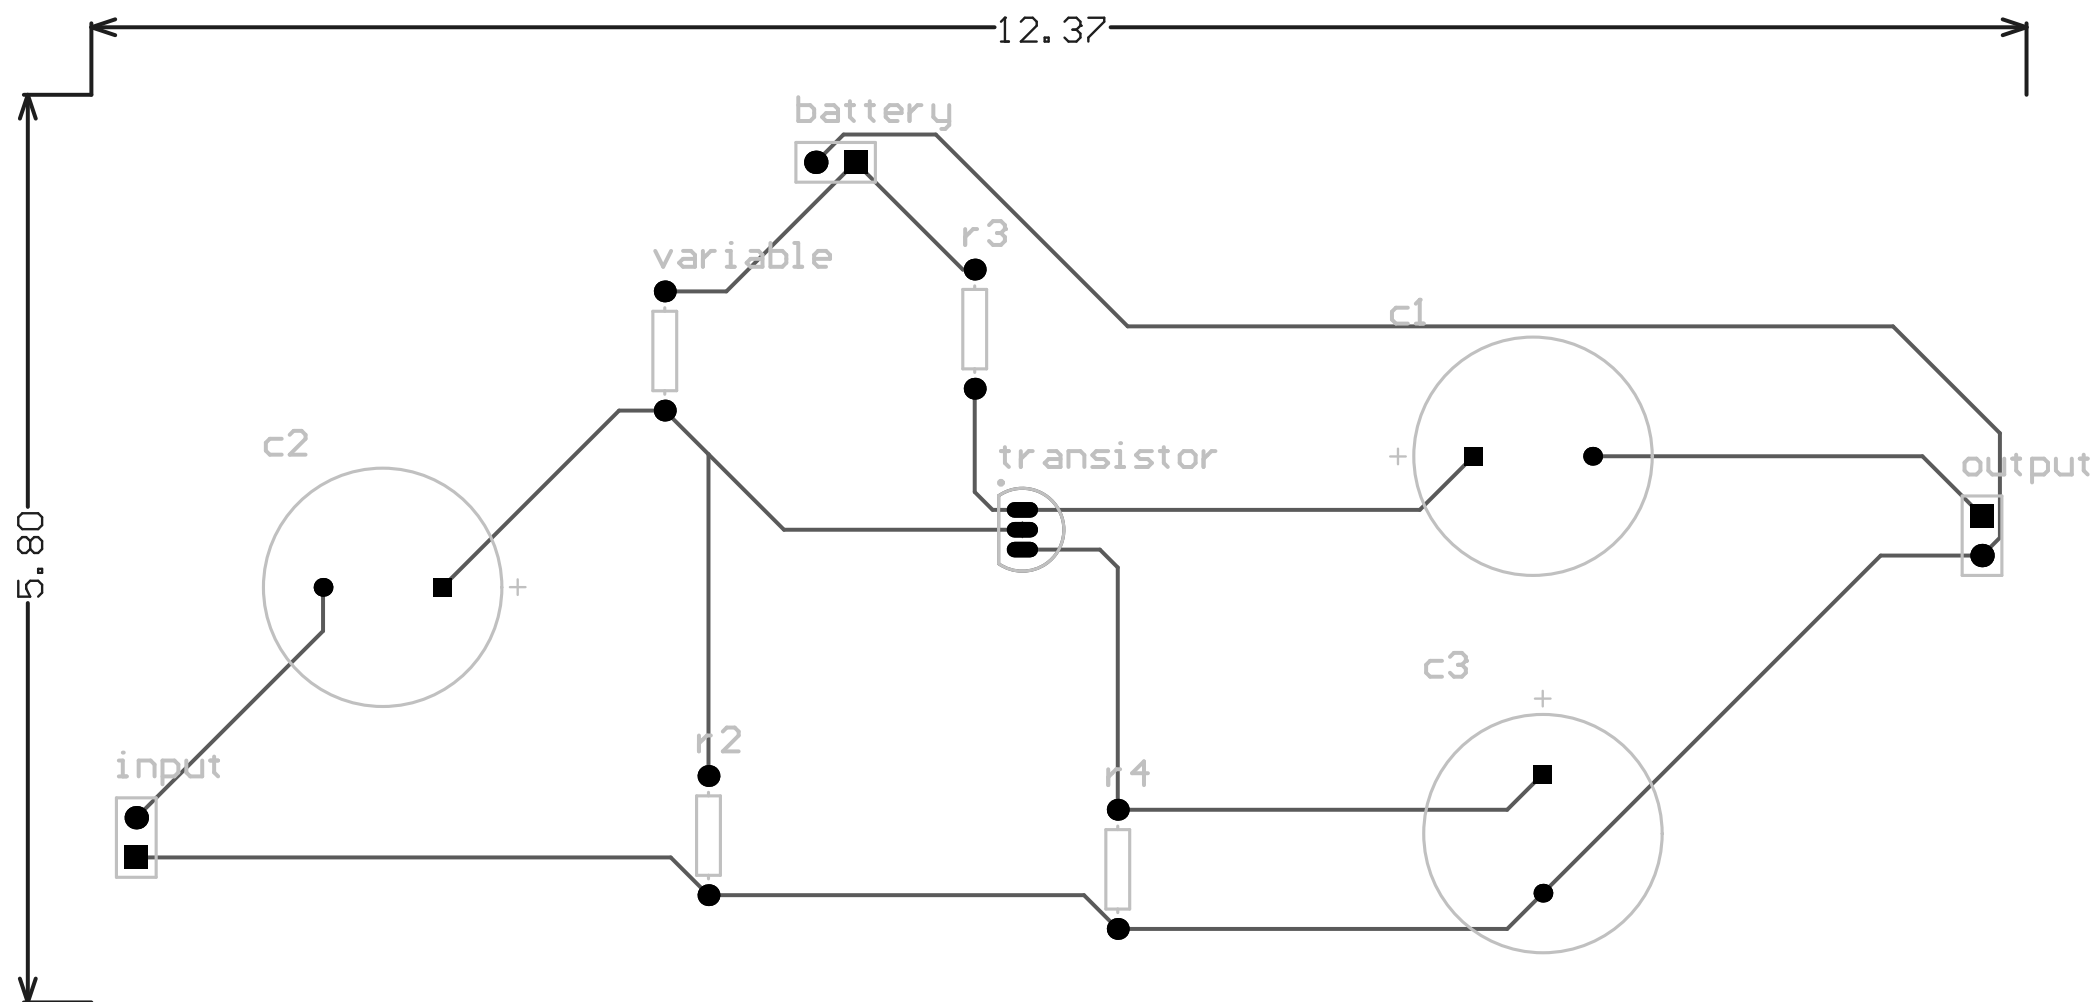 12.37
battery
r3
variable
c1
c2
transistor
output
5.80
c3
r2
input
r4